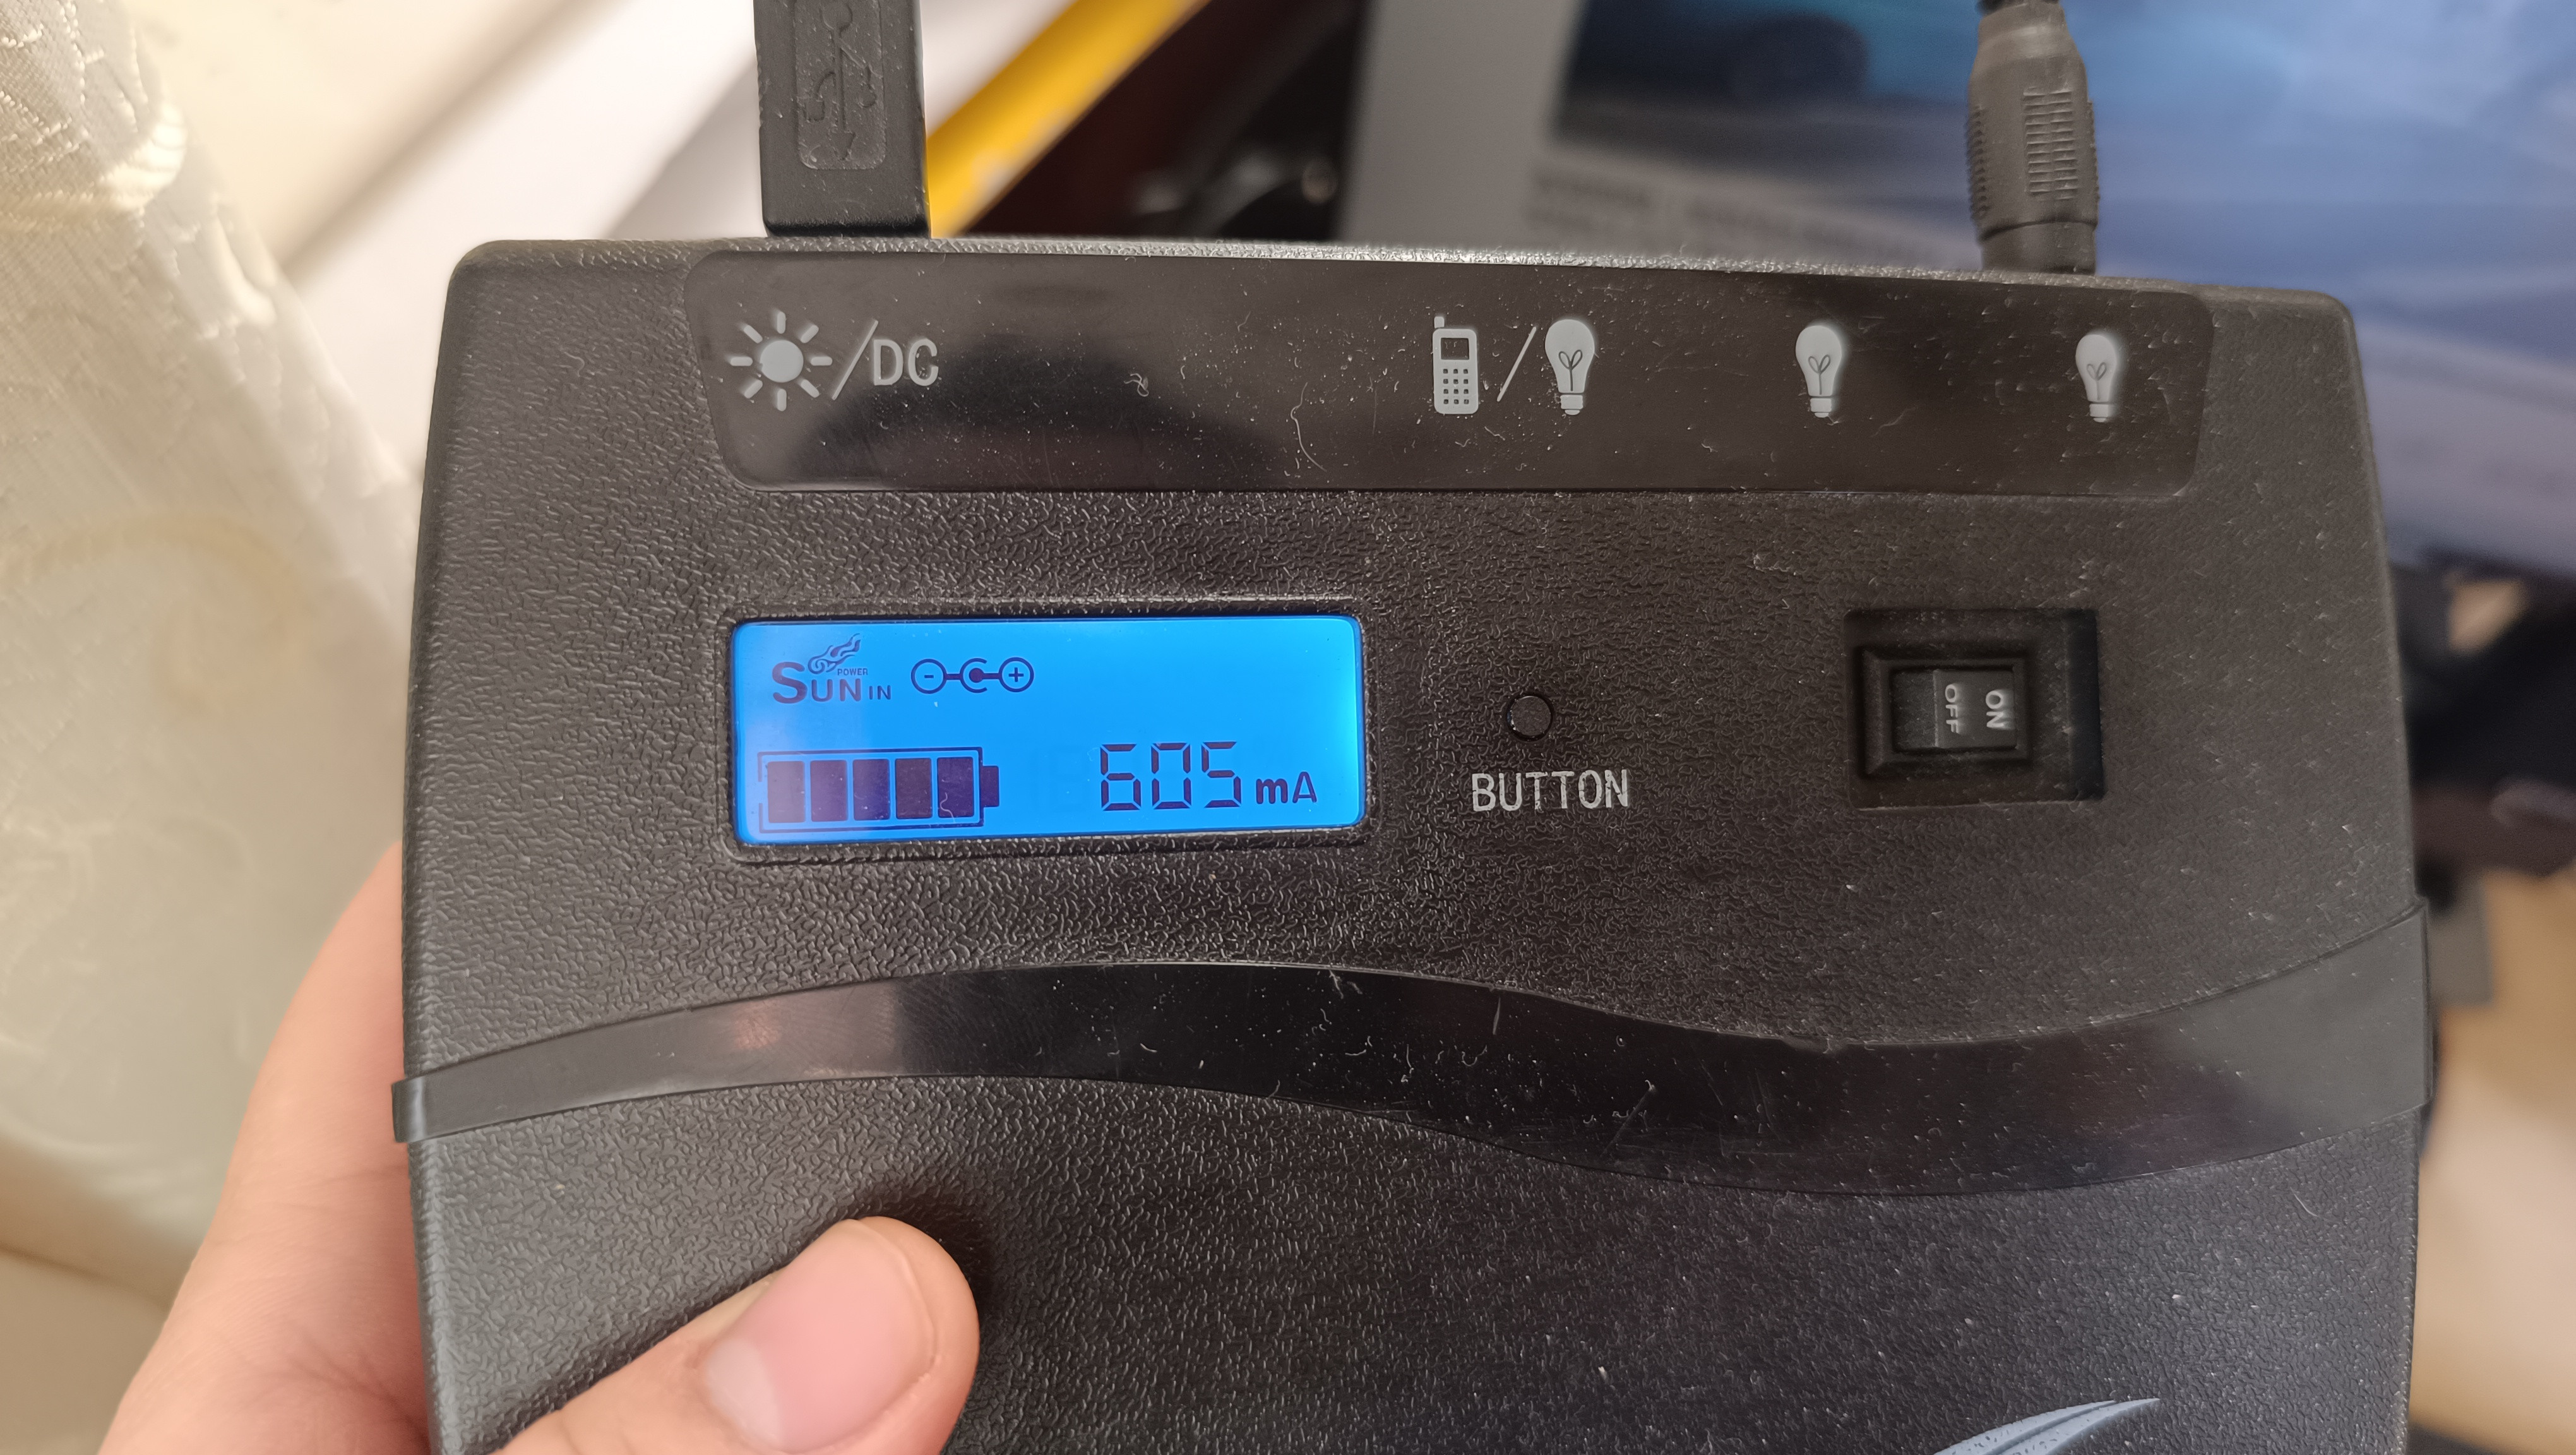 /DC
/
SUN POWER IN - +
605 mA
BUTTON
OFF ON